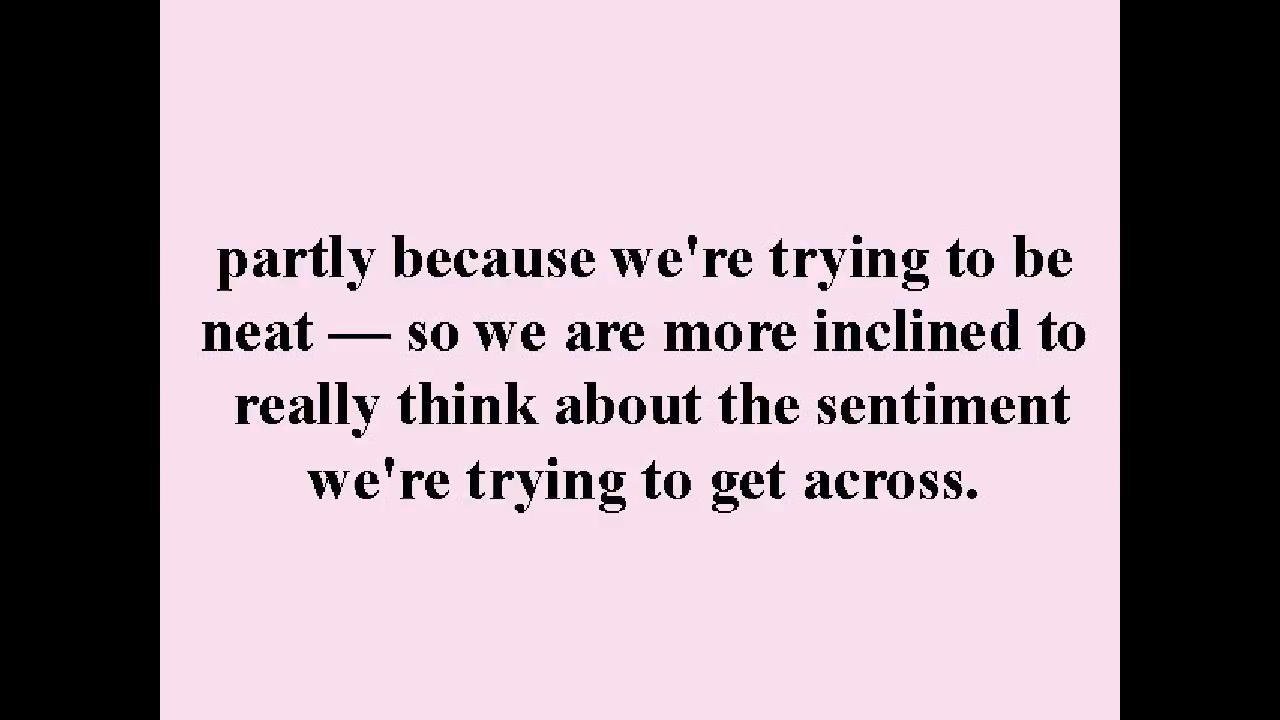 partly because we're trying to be
neat — so we are more inclined to
really think about the sentiment
we're trying to get across.